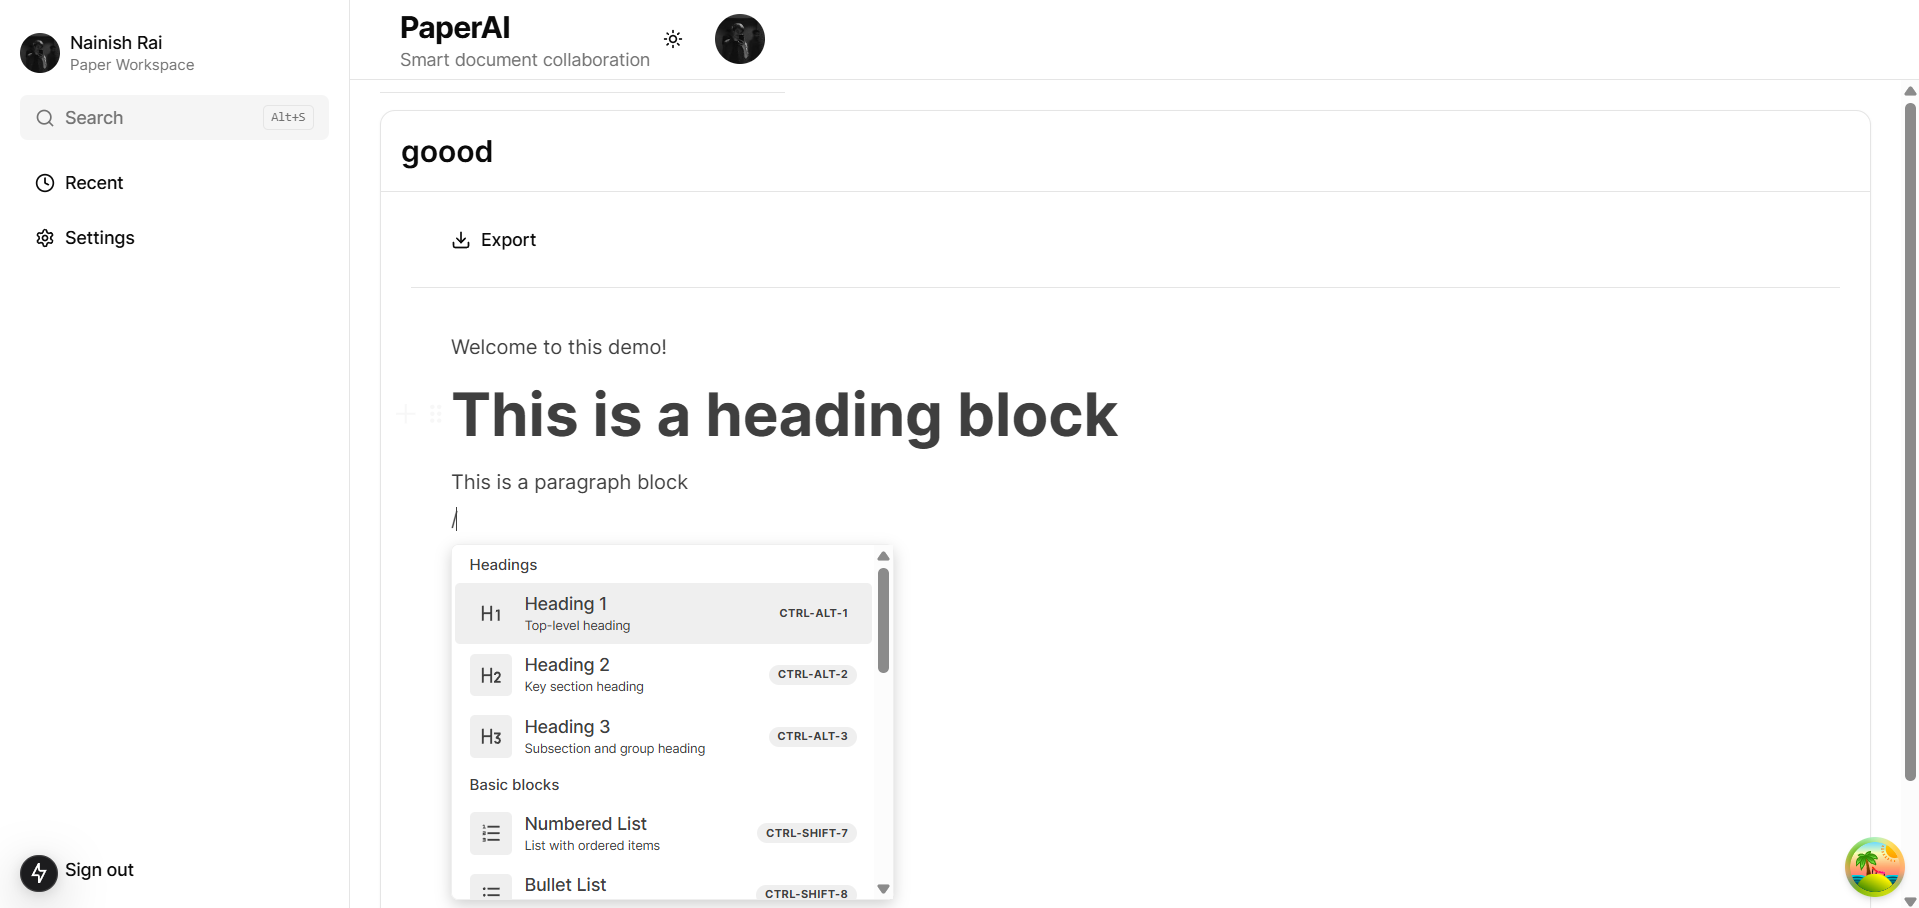 Nainish Rai
Paper Workspace
Search
Alt+S
Recent
Settings
Sign out
PaperAI
Smart document collaboration
goood
Export
Welcome to this demo!
This is a heading block
This is a paragraph block
/
Headings
H1 Heading 1 CTRL-ALT-1
Top-level heading
H2 Heading 2 CTRL-ALT-2
Key section heading
H3 Heading 3 CTRL-ALT-3
Subsection and group heading
Basic blocks
Numbered List CTRL-SHIFT-7
List with ordered items
Bullet List CTRL-SHIFT-8